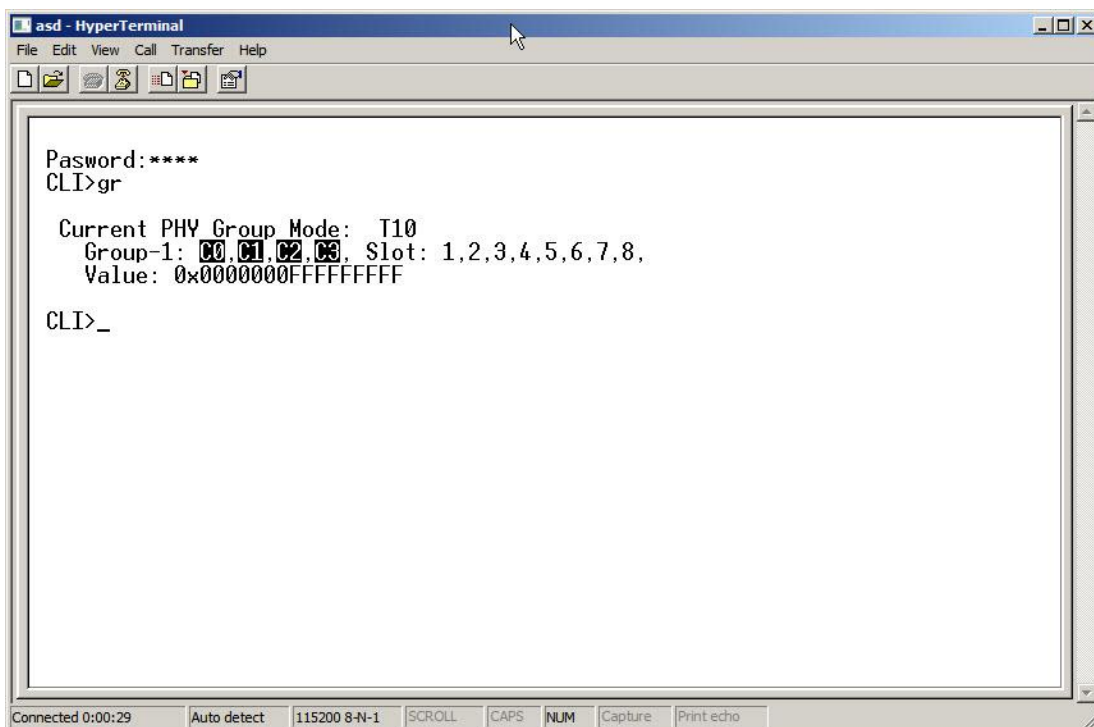 asd - HyperTerminal
File Edit View Call Transfer Help
Pasword:****
CLI>gr
Current PHY Group Mode: T10
Group-1: C0,C1,C2,C3, Slot: 1,2,3,4,5,6,7,8,
Value: 0x0000000FFFFFFFFF
CLI>_
Connected 0:00:29 Auto detect 115200 8-N-1 SCROLL CAPS NUM Capture Print echo